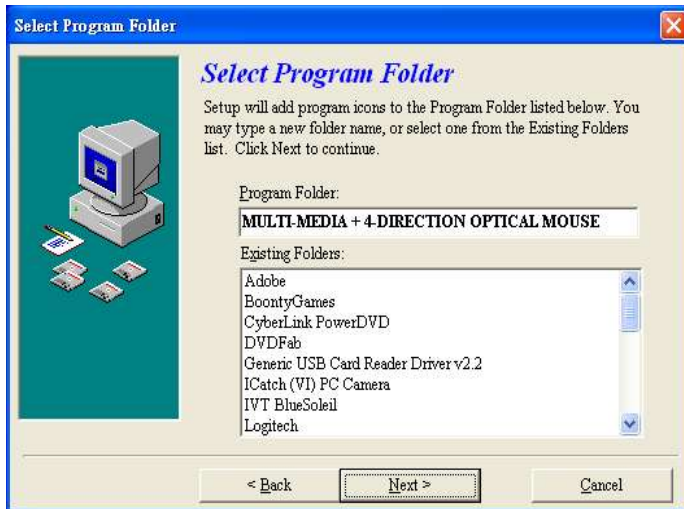 Select Program Folder
Select Program Folder
Setup will add program icons to the Program Folder listed below. You
may type a new folder name, or select one from the Existing Folders
list. Click Next to continue.
Program Folder:
MULTI-MEDIA + 4-DIRECTION OPTICAL MOUSE
Existing Folders:
Adobe
BoontyGames
CyberLink PowerDVD
DVDFab
Generic USB Card Reader Driver v2.2
ICatch (VI) PC Camera
IVT BlueSoleil
Logitech
< Back
Next >
Cancel